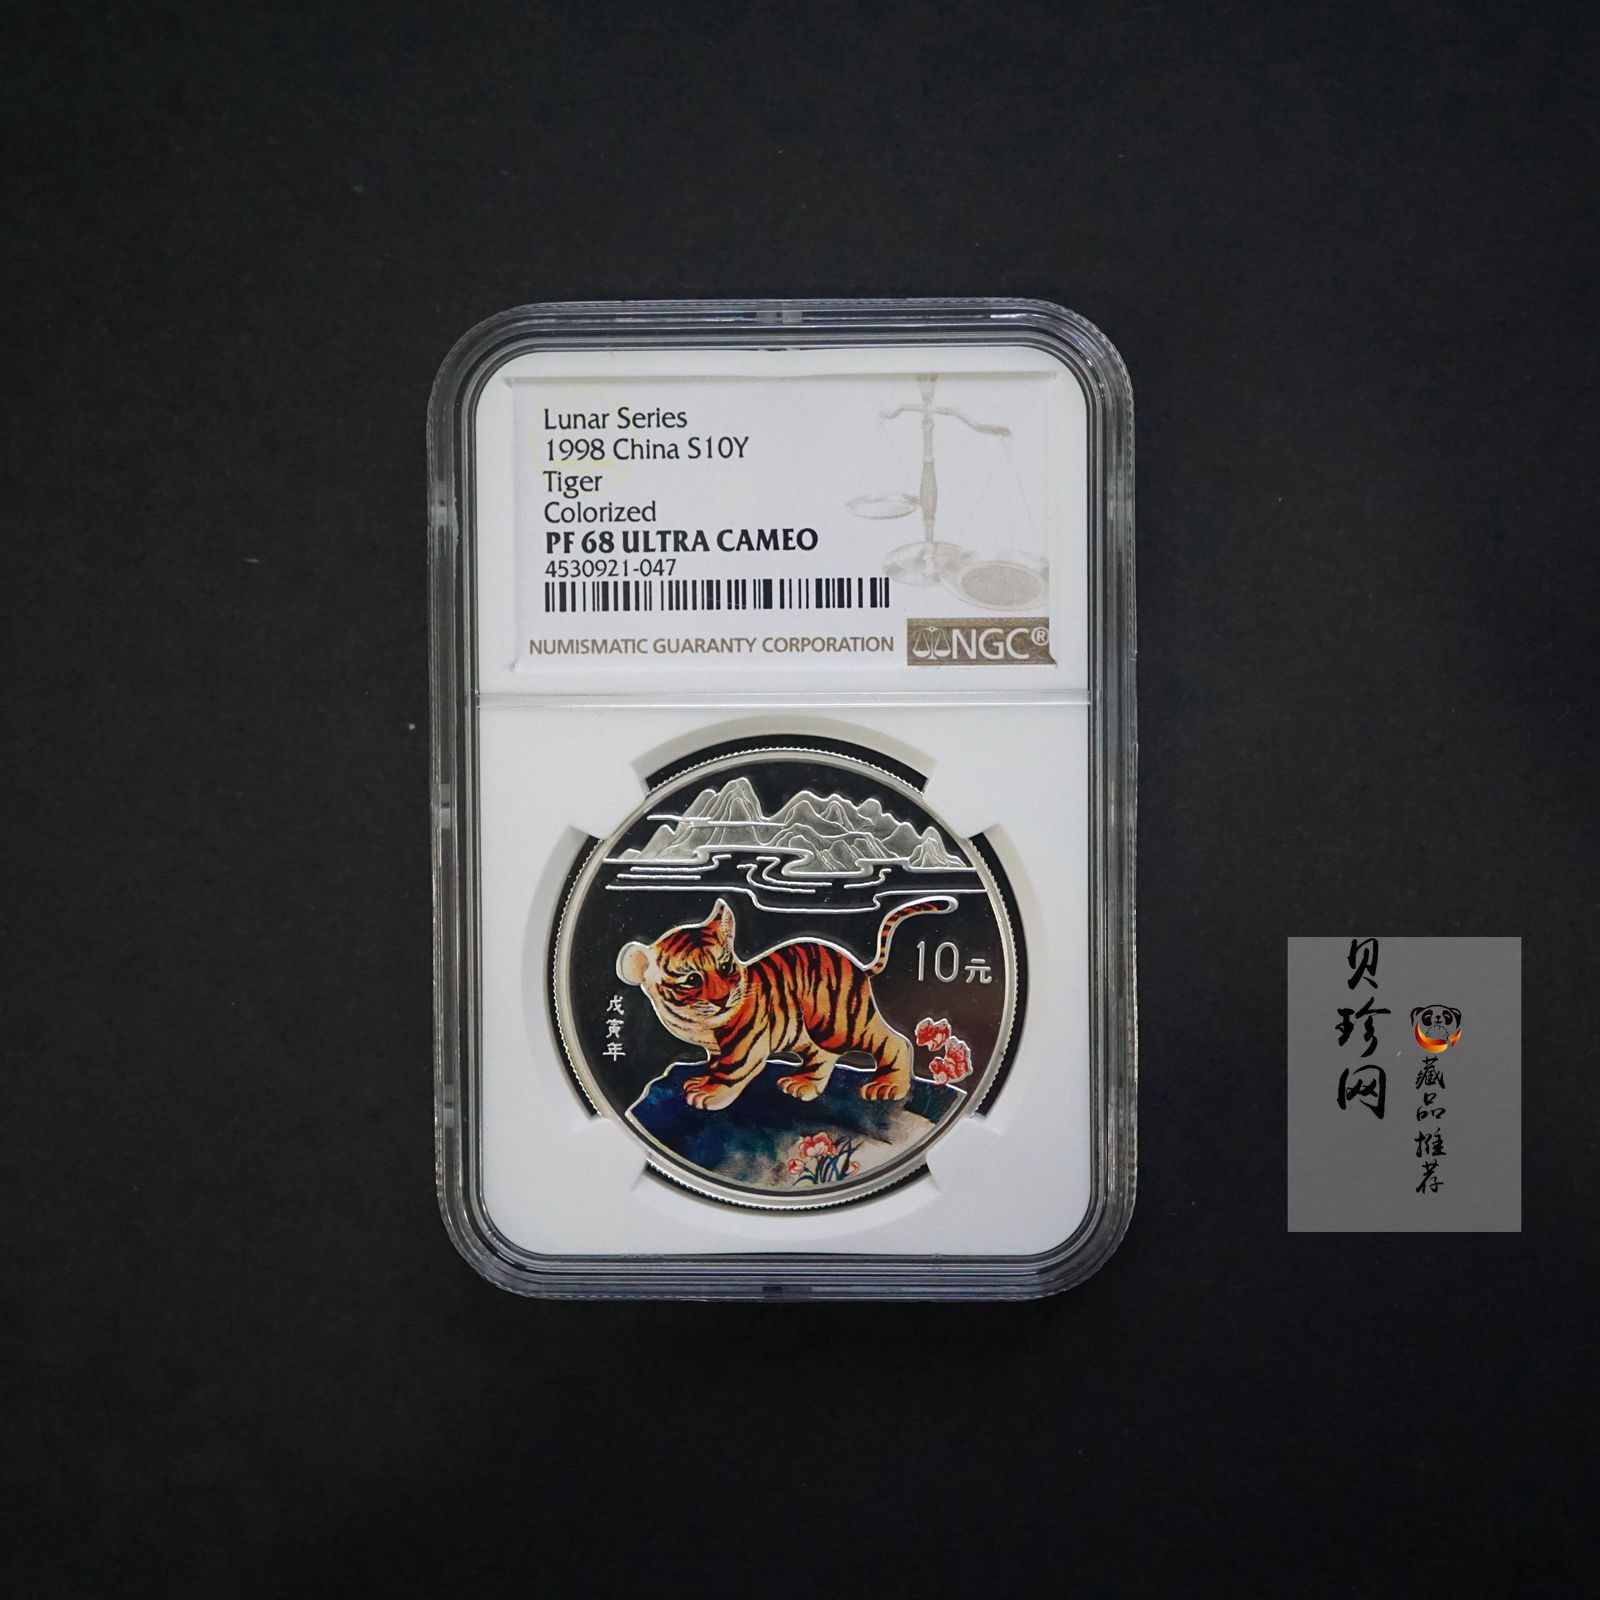 Lunar Series
1998 China S10Y
Tiger
Colorized
PF 68 ULTRA CAMEO
4530921-047
NUMISMATIC GUARANTY CORPORATION
NGC®
10元
戊寅年
贝珍网
藏品推荐